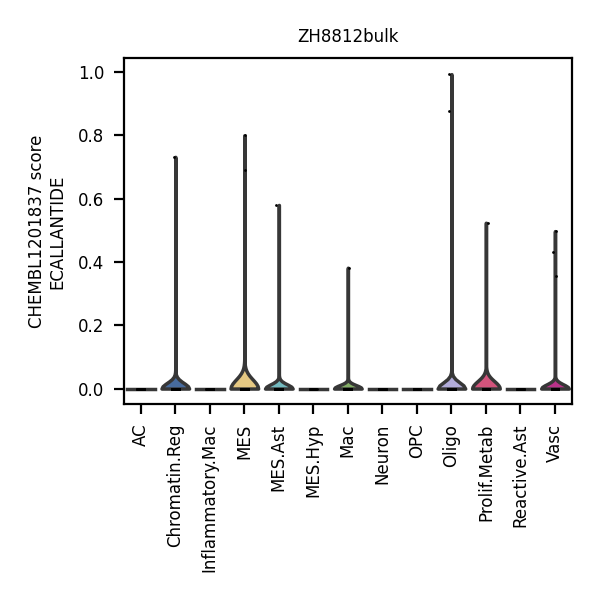 ZH8812bulk
CHEMBL1201837 score
ECALLANTIDE
1.0
0.8
0.6
0.4
0.2
0.0
AC
Chromatin.Reg
Inflammatory.Mac
MES
MES.Ast
MES.Hyp
Mac
Neuron
OPC
Oligo
Prolif.Metab
Reactive.Ast
Vasc